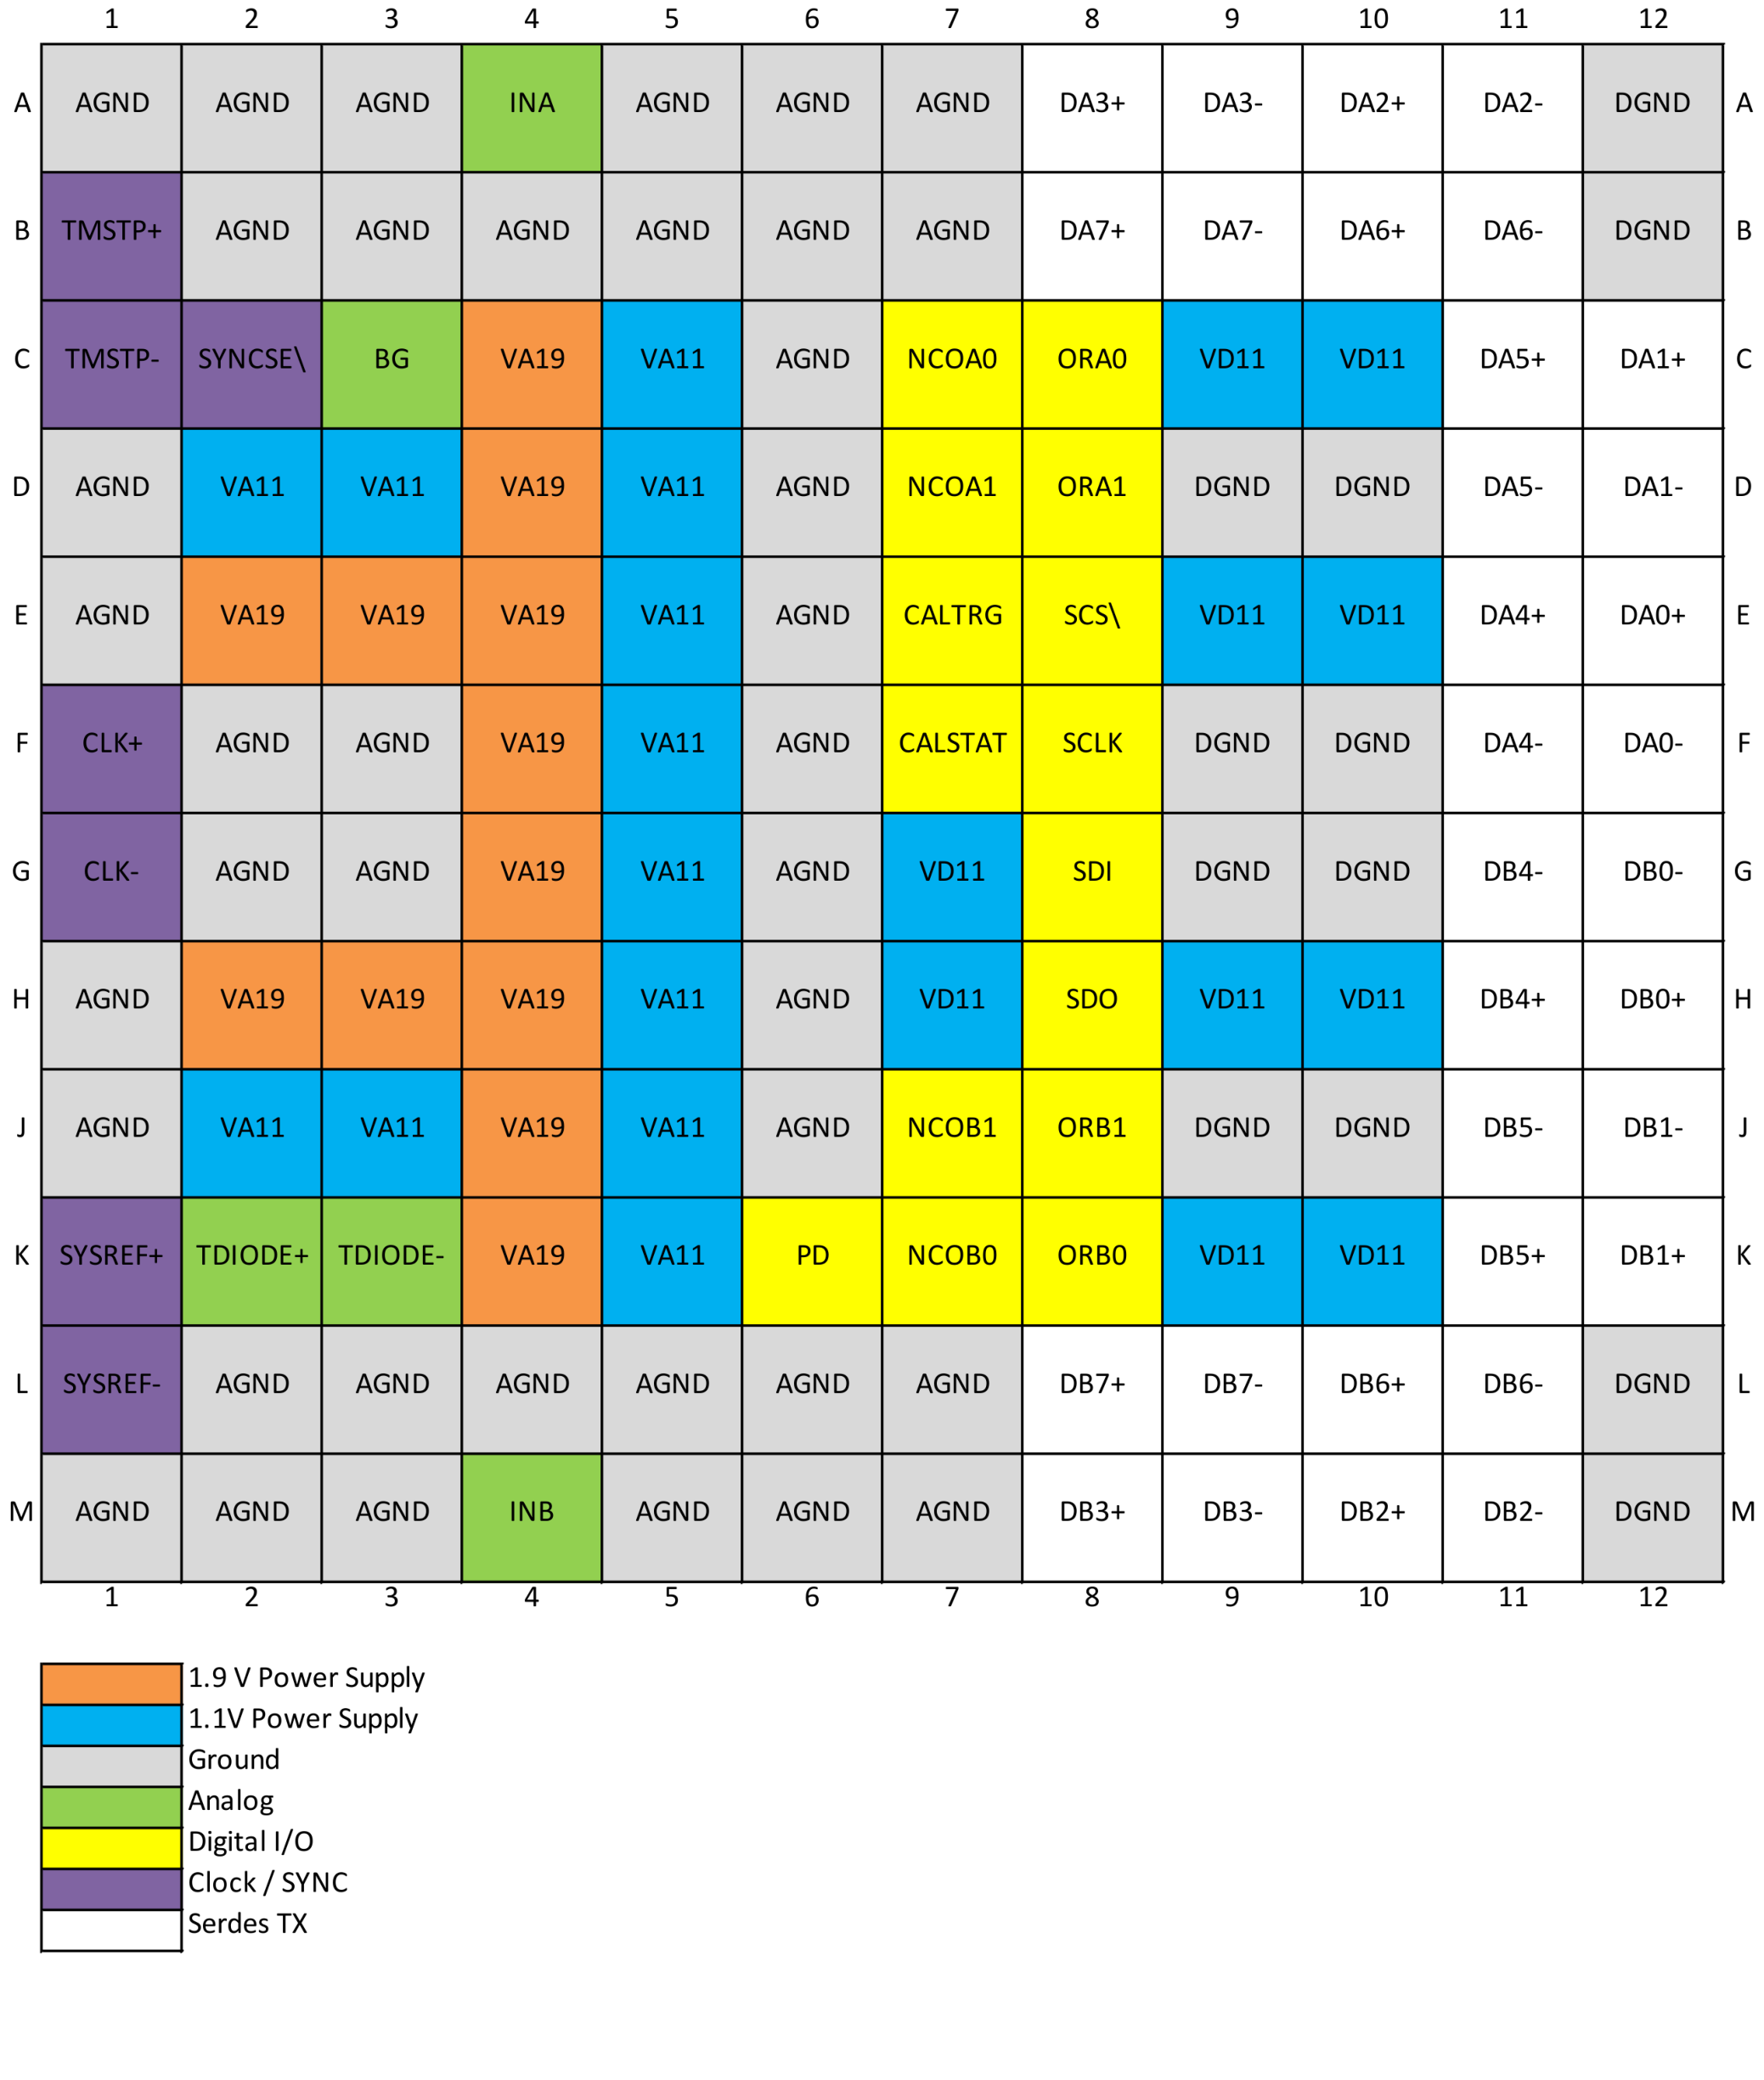 1 2 3 4 5 6 7 8 9 10 11 12
A AGND AGND AGND INA AGND AGND AGND DA3+ DA3- DA2+ DA2- DGND A
B TMSTP+ AGND AGND AGND AGND AGND AGND DA7+ DA7- DA6+ DA6- DGND B
C TMSTP- SYNCSE\ BG VA19 VA11 AGND NCOA0 ORA0 VD11 VD11 DA5+ DA1+ C
D AGND VA11 VA11 VA19 VA11 AGND NCOA1 ORA1 DGND DGND DA5- DA1- D
E AGND VA19 VA19 VA19 VA11 AGND CALTRG SCS\ VD11 VD11 DA4+ DA0+ E
F CLK+ AGND AGND VA19 VA11 AGND CALSTAT SCLK DGND DGND DA4- DA0- F
G CLK- AGND AGND VA19 VA11 AGND VD11 SDI DGND DGND DB4- DB0- G
H AGND VA19 VA19 VA19 VA11 AGND VD11 SDO VD11 VD11 DB4+ DB0+ H
J AGND VA11 VA11 VA19 VA11 AGND NCOB1 ORB1 DGND DGND DB5- DB1- J
K SYSREF+ TDIODE+ TDIODE- VA19 VA11 PD NCOB0 ORB0 VD11 VD11 DB5+ DB1+ K
L SYSREF- AGND AGND AGND AGND AGND AGND DB7+ DB7- DB6+ DB6- DGND L
M AGND AGND AGND INB AGND AGND AGND DB3+ DB3- DB2+ DB2- DGND M
1 2 3 4 5 6 7 8 9 10 11 12
1.9 V Power Supply
1.1V Power Supply
Ground
Analog
Digital I/O
Clock / SYNC
Serdes TX